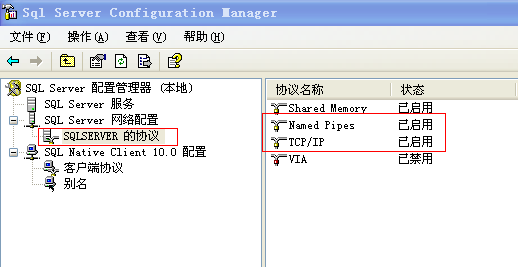 Sql Server Configuration Manager
文件(F) 操作(A) 查看(V) 帮助(H)
SQL Server 配置管理器 (本地)
SQL Server 服务
SQL Server 网络配置
SQLSERVER 的协议
SQL Native Client 10.0 配置
客户端协议
别名
协议名称 状态
Shared Memory 已启用
Named Pipes 已启用
TCP/IP 已启用
VIA 已禁用